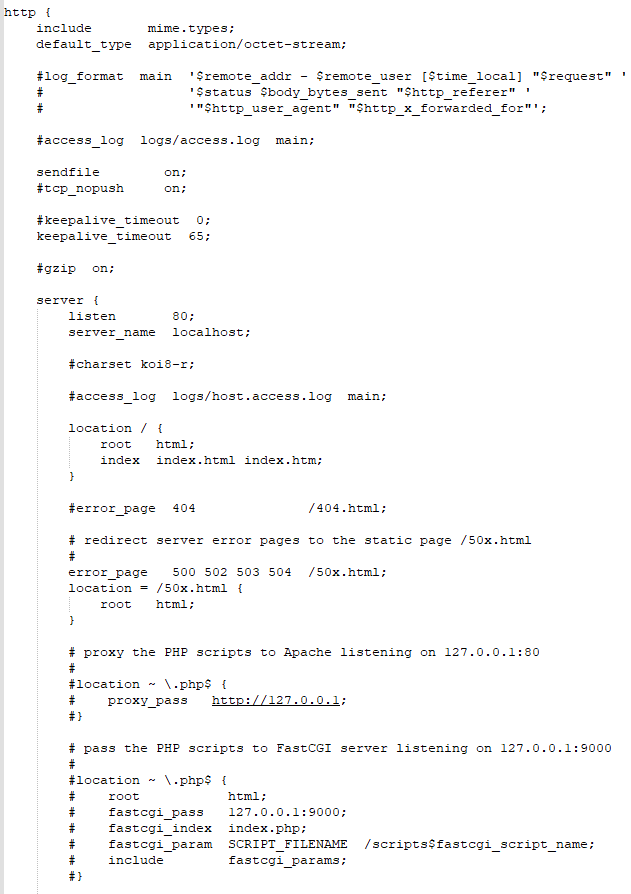 http {
    include       mime.types;
    default_type  application/octet-stream;

    #log_format  main  '$remote_addr - $remote_user [$time_local] "$request" '
    #                  '$status $body_bytes_sent "$http_referer" '
    #                  '"$http_user_agent" "$http_x_forwarded_for"';

    #access_log  logs/access.log  main;

    sendfile        on;
    #tcp_nopush     on;

    #keepalive_timeout  0;
    keepalive_timeout  65;

    #gzip  on;

    server {
        listen       80;
        server_name  localhost;

        #charset koi8-r;

        #access_log  logs/host.access.log  main;

        location / {
            root   html;
            index  index.html index.htm;
        }

        #error_page  404              /404.html;

        # redirect server error pages to the static page /50x.html
        #
        error_page   500 502 503 504  /50x.html;
        location = /50x.html {
            root   html;
        }

        # proxy the PHP scripts to Apache listening on 127.0.0.1:80
        #
        #location ~ \.php$ {
        #    proxy_pass   http://127.0.0.1;
        #}

        # pass the PHP scripts to FastCGI server listening on 127.0.0.1:9000
        #
        #location ~ \.php$ {
        #    root           html;
        #    fastcgi_pass   127.0.0.1:9000;
        #    fastcgi_index  index.php;
        #    fastcgi_param  SCRIPT_FILENAME  /scripts$fastcgi_script_name;
        #    include        fastcgi_params;
        #}